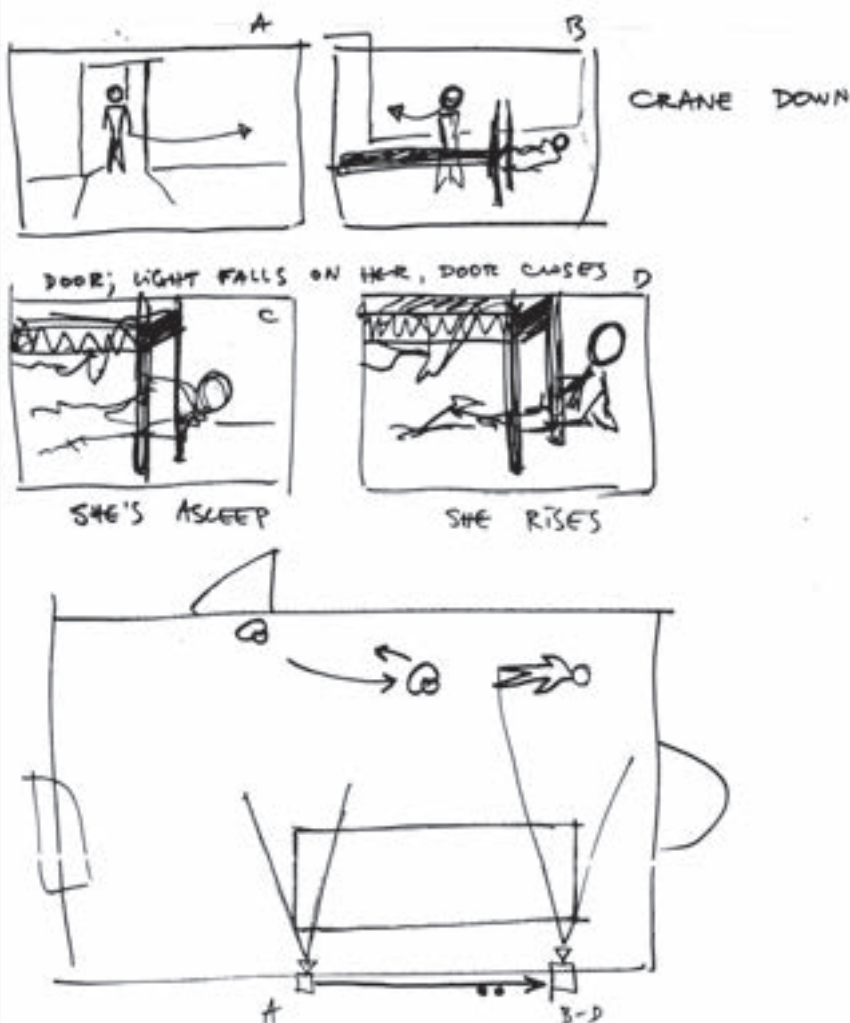 A
B
CRANE DOWN
DOOR; LIGHT FALLS ON HER, DOOR CLOSES
C
D
SHE'S ASLEEP
SHE RISES
A
B-D